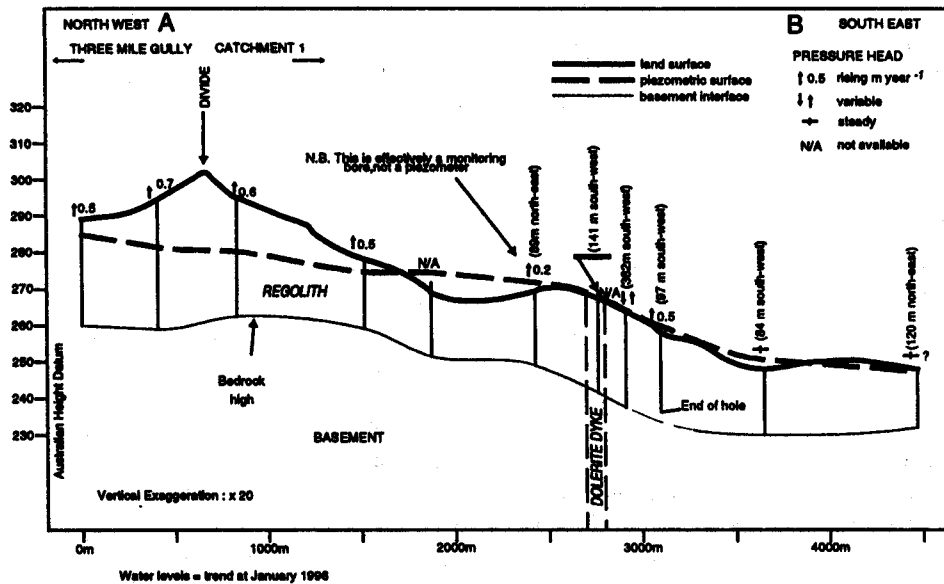 NORTH WEST A
B SOUTH EAST
THREE MILE GULLY CATCHMENT 1
DIVIDE
land surface
piezometric surface
basement interface
PRESSURE HEAD
0.5 rising m year -1
variable
steady
N/A not available
N.B. This is effectively a monitoring
bore, not a piezometer
320
310
300
290
280
270
260
250
240
230
Australian Height Datum
0.5
0.7
0.6
0.5
N/A
0.2
(89m north-east)
(141 m south-west)
N/A
(382m south-west)
0.5
(97 m south-west)
(84 m south-west)
(120 m north-east)
?
REGOLITH
Bedrock
high
BASEMENT
DOLERITE DYKE
End of hole
Vertical Exaggeration : x 20
0m
1000m
2000m
3000m
4000m
Water levels = trend at January 1996